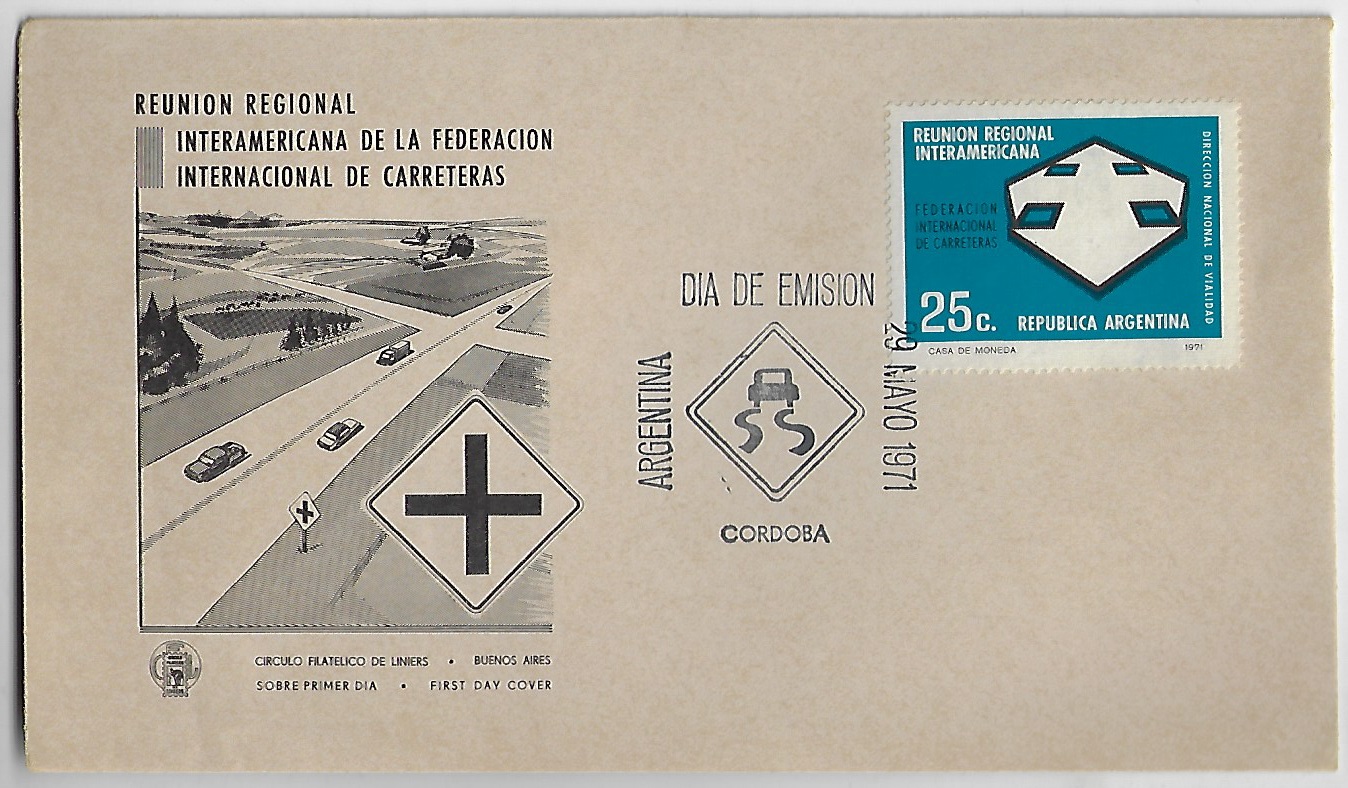 REUNION REGIONAL
INTERAMERICANA DE LA FEDERACION
INTERNACIONAL DE CARRETERAS
CIRCULO FILATELICO DE LINIERS • BUENOS AIRES
SOBRE PRIMER DIA • FIRST DAY COVER
DIA DE EMISION
ARGENTINA
29 MAYO 1971
CORDOBA
REUNION REGIONAL
INTERAMERICANA
FEDERACION
INTERNACIONAL
DE CARRETERAS
DIRECCION NACIONAL DE VIALIDAD
25c.
REPUBLICA ARGENTINA
CASA DE MONEDA
1971